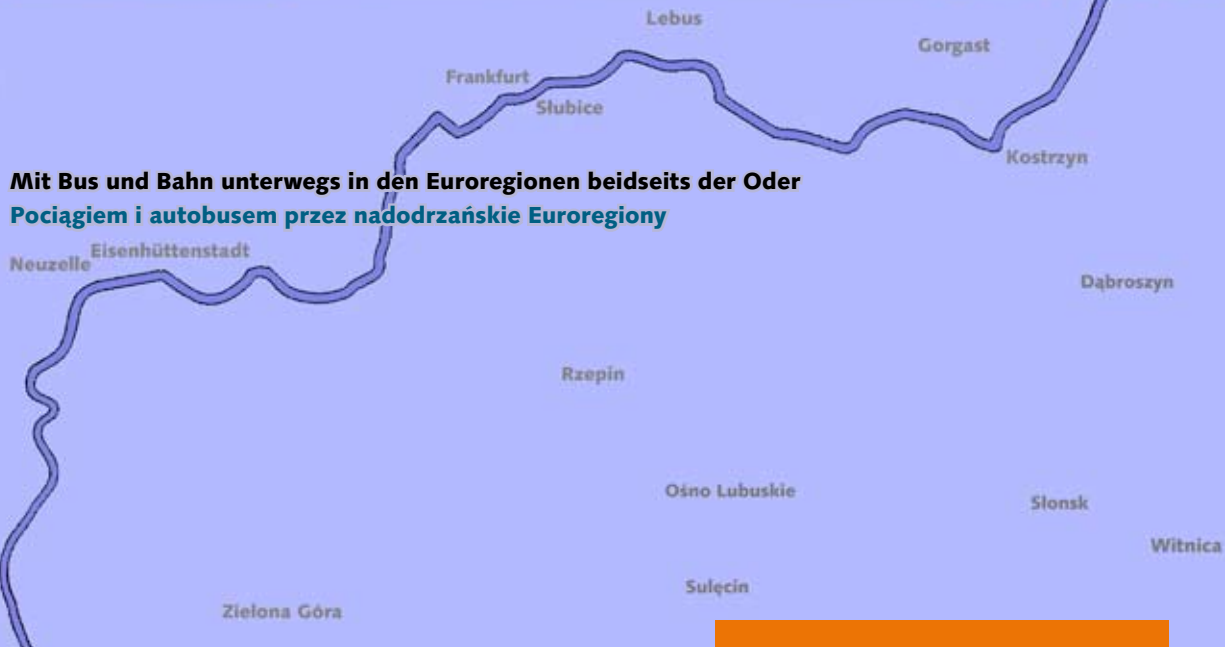 Lebus
Gorgast
Frankfurt
Słubice
Kostrzyn
Mit Bus und Bahn unterwegs in den Euroregionen beidseits der Oder
Pociągiem i autobusem przez nadodrzańskie Euroregiony
Eisenhüttenstadt
Neuzelle
Dąbroszyn
Rzepin
Ośno Lubuskie
Słonsk
Witnica
Sulęcin
Zielona Góra